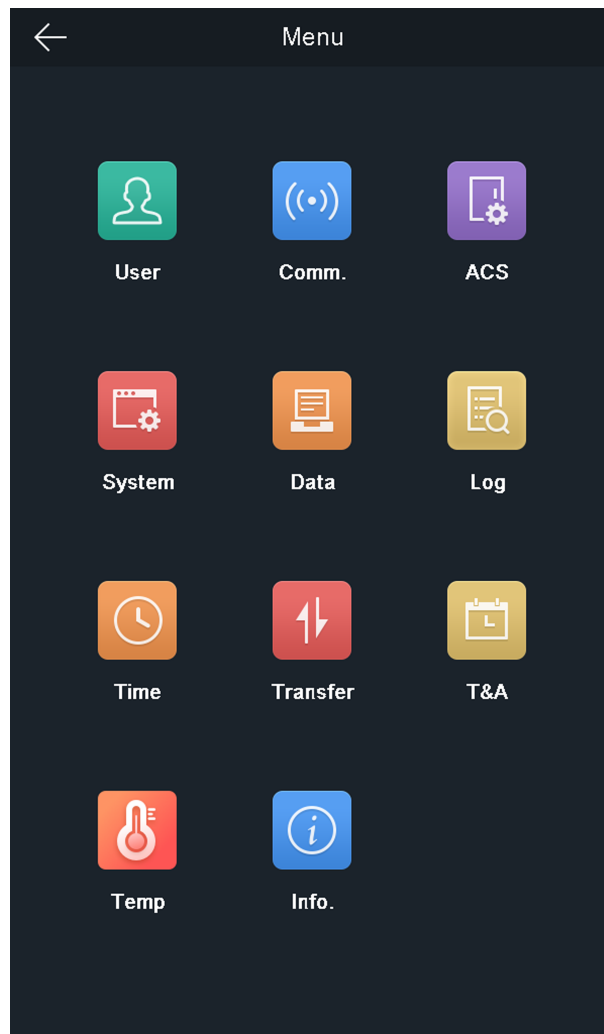 Menu
User Comm. ACS
System Data Log
Time Transfer T&A
Temp Info.